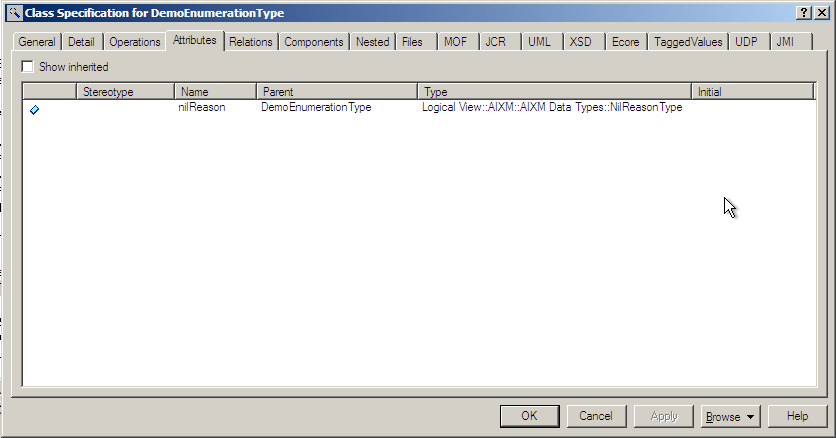 Class Specification for DemoEnumerationType
General Detail Operations Attributes Relations Components Nested Files MOF JCR UML XSD Ecore TaggedValues UDP JMI
Show inherited
Stereotype Name Parent Type Initial
nilReason DemoEnumerationType Logical View::AIXM::AIXM Data Types::NilReasonType
OK Cancel Apply Browse Help